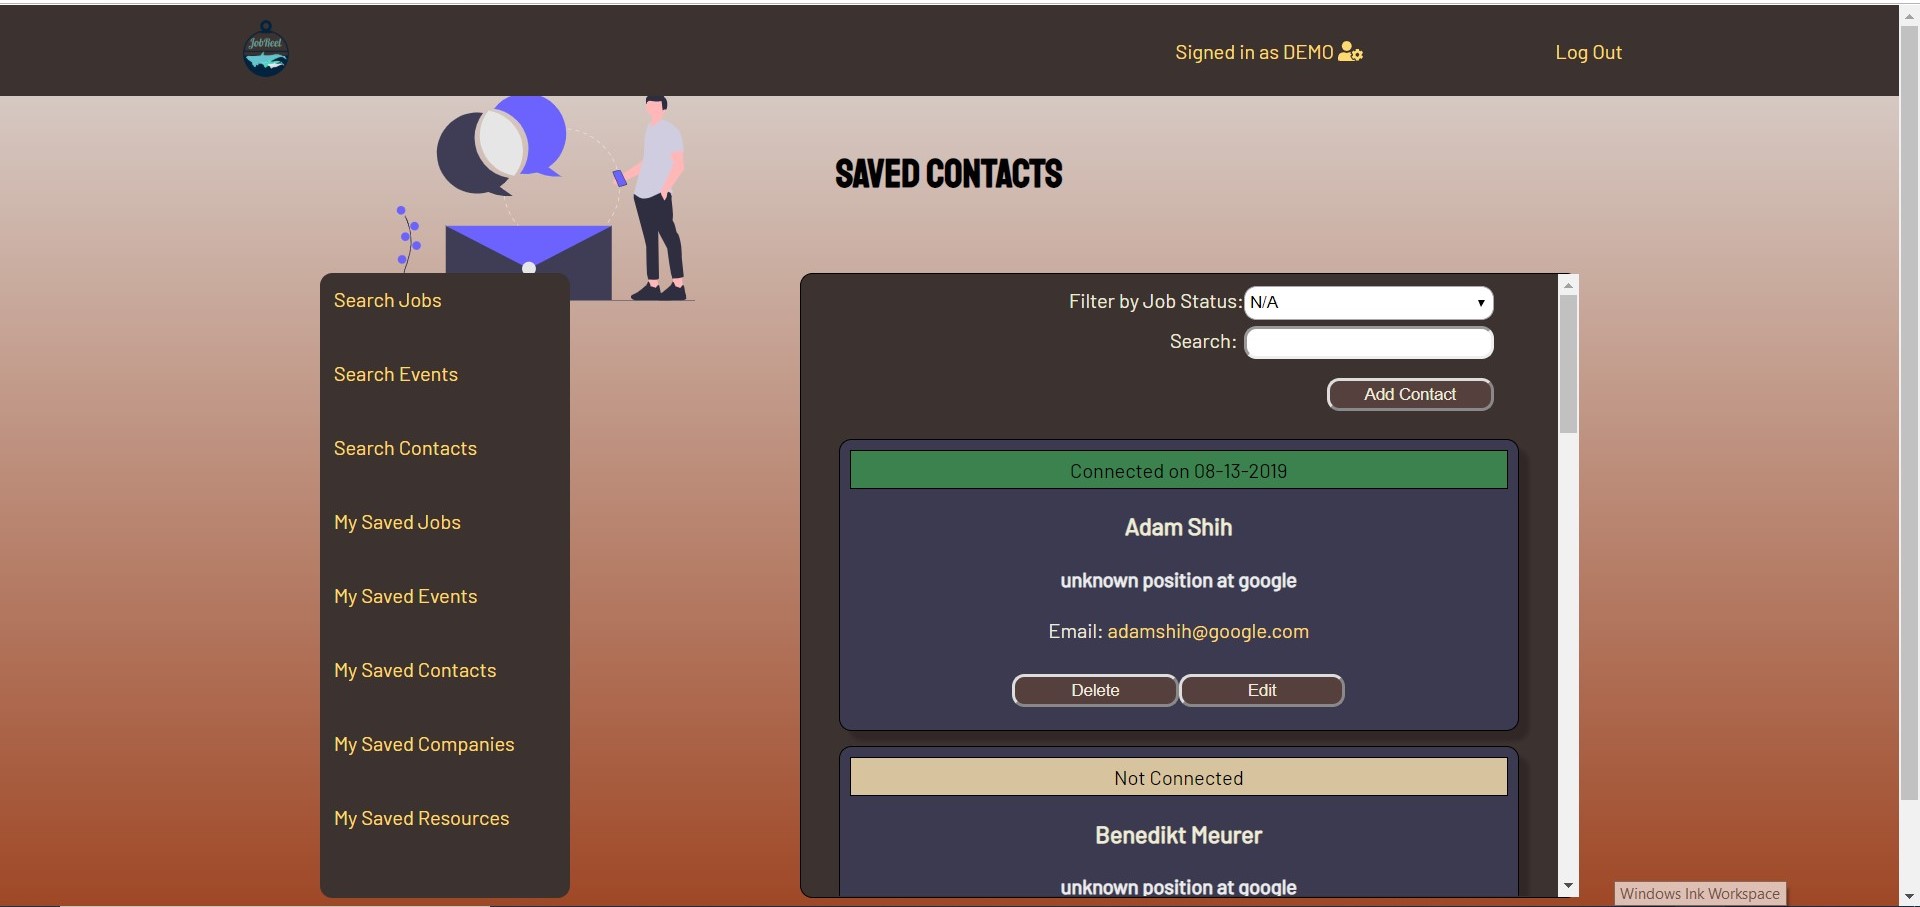 JobReel
Signed in as DEMO
Log Out
SAVED CONTACTS
Search Jobs
Search Events
Search Contacts
My Saved Jobs
My Saved Events
My Saved Contacts
My Saved Companies
My Saved Resources
Filter by Job Status: N/A
Search:
Add Contact
Connected on 08-13-2019
Adam Shih
unknown position at google
Email: adamshih@google.com
Delete Edit
Not Connected
Benedikt Meurer
unknown position at google
Windows Ink Workspace